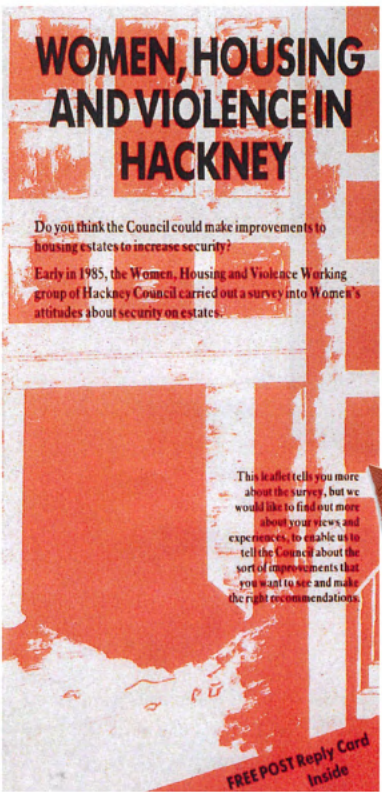 WOMEN, HOUSING
AND VIOLENCE IN
HACKNEY
Do you think the Council could make improvements to
housing estates to increase security?
Early in 1985, the Women, Housing and Violence Working
group of Hackney Council carried out a survey into Women's
attitudes about security on estates.
This leaflet tells you more
about the survey, but we
would like to find out more
about your views and
experiences, to enable us to
tell the Council about the
sort of improvements that
you want to see and make
the right recommendations.
FREE POST Reply Card
Inside